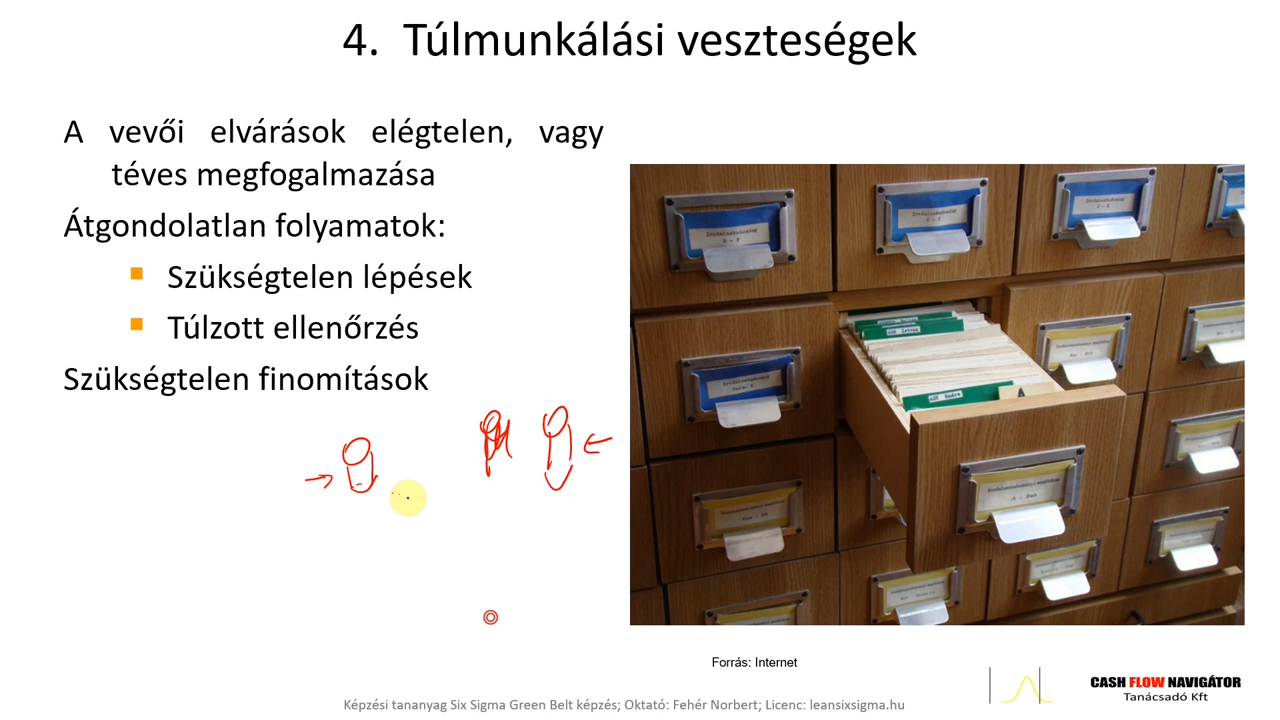 4. Túlmunkálási veszteségek
A vevői elvárások elégtelen, vagy
téves megfogalmazása
Átgondolatlan folyamatok:
Szükségtelen lépések
Túlzott ellenőrzés
Szükségtelen finomítások
Forrás: Internet
CASH FLOW NAVIGÁTOR
Tanácsadó Kft
Képzési tananyag Six Sigma Green Belt képzés; Oktató: Fehér Norbert; Licenc: leansixsigma.hu